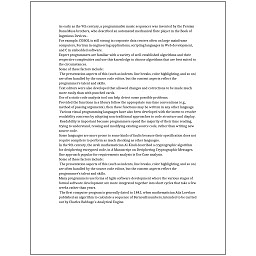 As early as the 9th century, a programmable music sequencer was invented by the Persian
Banu Musa brothers, who described an automated mechanical flute player in the Book of
Ingenious Devices.
For example, COBOL is still strong in corporate data centers often on large mainframe
computers, Fortran in engineering applications, scripting languages in Web development,
and C in embedded software.
Expert programmers are familiar with a variety of well-established algorithms and their
respective complexities and use this knowledge to choose algorithms that are best suited to
the circumstances.
Some of these factors include:
The presentation aspects of this (such as indents, line breaks, color highlighting, and so on)
are often handled by the source code editor, but the content aspects reflect the
programmer's talent and skills.
Text editors were also developed that allowed changes and corrections to be made much
more easily than with punched cards.
Use of a static code analysis tool can help detect some possible problems.
Provided the functions in a library follow the appropriate run-time conventions (e.g.,
method of passing arguments), then these functions may be written in any other language.
Various visual programming languages have also been developed with the intent to resolve
readability concerns by adopting non-traditional approaches to code structure and display.
Readability is important because programmers spend the majority of their time reading,
trying to understand, reusing and modifying existing source code, rather than writing new
source code.
Some languages are more prone to some kinds of faults because their specification does not
require compilers to perform as much checking as other languages.
In the 9th century, the Arab mathematician Al-Kindi described a cryptographic algorithm
for deciphering encrypted code, in A Manuscript on Deciphering Cryptographic Messages.
One approach popular for requirements analysis is Use Case analysis.
Some of these factors include:
The presentation aspects of this (such as indents, line breaks, color highlighting, and so on)
are often handled by the source code editor, but the content aspects reflect the
programmer's talent and skills.
Many programmers use forms of Agile software development where the various stages of
formal software development are more integrated together into short cycles that take a few
weeks rather than years.
The first computer program is generally dated to 1843, when mathematician Ada Lovelace
published an algorithm to calculate a sequence of Bernoulli numbers, intended to be carried
out by Charles Babbage's Analytical Engine.